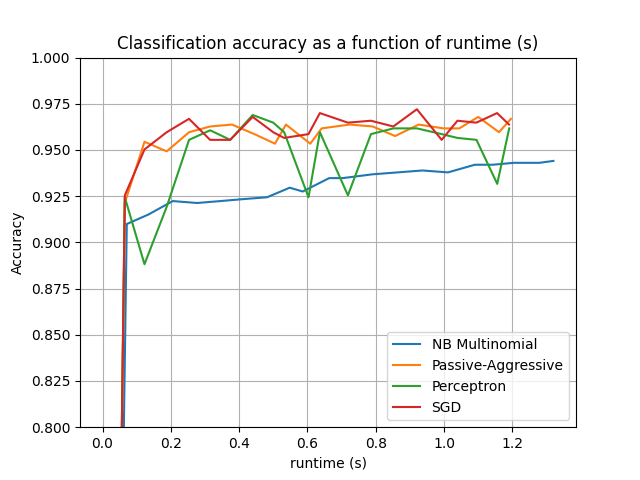 Classification accuracy as a function of runtime (s)
1.000
0.975
0.950
0.925
0.900
0.875
0.850
0.825
0.800
Accuracy
NB Multinomial
Passive-Aggressive
Perceptron
SGD
0.0 0.2 0.4 0.6 0.8 1.0 1.2
runtime (s)